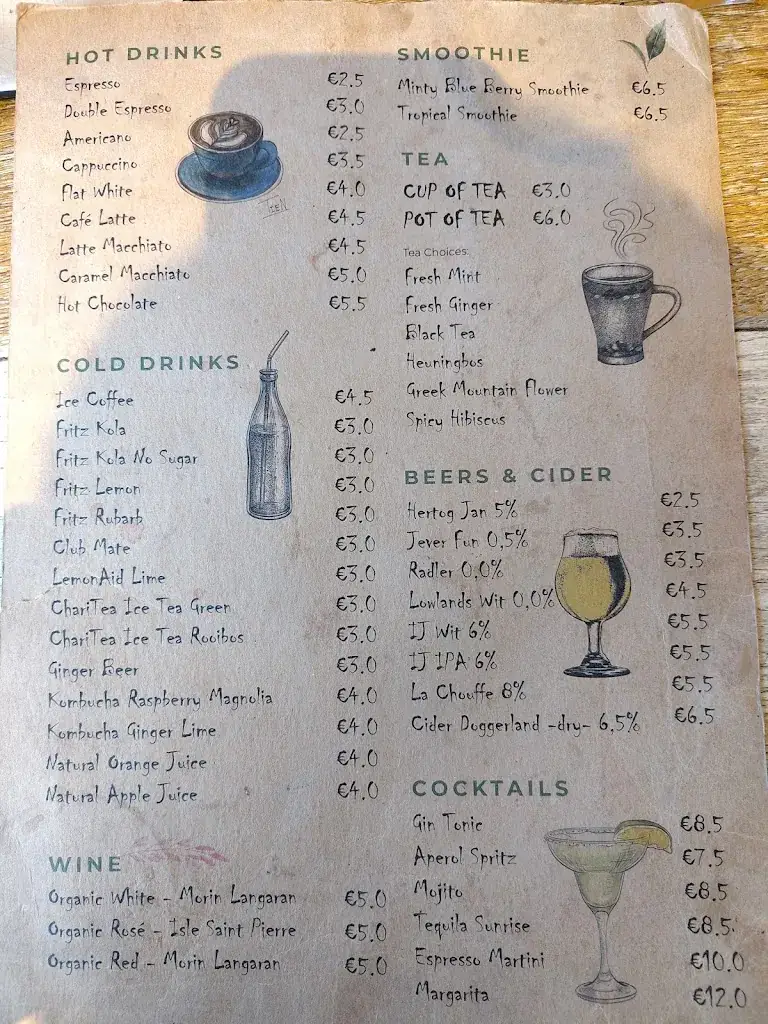 HOT DRINKS
Espresso €2.5
Double Espresso €3.0
Americano €2.5
Cappuccino €3.5
Flat White €4.0
Café Latte €4.5
Latte Macchiato €4.5
Caramel Macchiato €5.0
Hot Chocolate €5.5
COLD DRINKS
Ice Coffee €4.5
Fritz Kola €3.0
Fritz Kola No Sugar €3.0
Fritz Lemon €3.0
Fritz Rubarb €3.0
Club Mate €3.0
LemonAid Lime €3.0
ChariTea Ice Tea Green €3.0
ChariTea Ice Tea Rooibos €3.0
Ginger Beer €3.0
Kombucha Raspberry Magnolia €4.0
Kombucha Ginger Lime €4.0
Natural Orange Juice €4.0
Natural Apple Juice €4.0
WINE
Organic White - Morin Langaran €5.0
Organic Rosé - Isle Saint Pierre €5.0
Organic Red - Morin Langaran €5.0
SMOOTHIE
Minty Blue Berry Smoothie €6.5
Tropical Smoothie €6.5
TEA
CUP OF TEA €3.0
POT OF TEA €6.0
Tea Choices:
Fresh Mint
Fresh Ginger
Black Tea
Heuningbos
Greek Mountain Flower
Spicy Hibiscus
BEERS & CIDER
Hertog Jan 5% €2.5
Jever Fun 0,5% €3.5
Radler 0,0% €3.5
Lowlands Wit 0,0% €4.5
IJ Wit 6% €5.5
IJ IPA 6% €5.5
La Chouffe 8% €5.5
Cider Doggerland -dry- 6,5% €6.5
COCKTAILS
Gin Tonic €8.5
Aperol Spritz €7.5
Mojito €8.5
Tequila Sunrise €8.5
Espresso Martini €10.0
Margarita €12.0